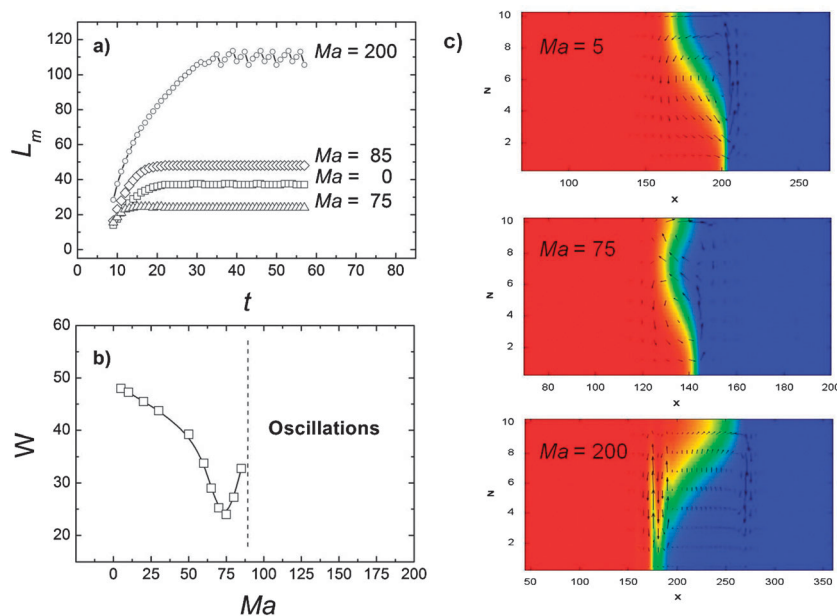 a)
Ma = 200
Ma = 85
Ma = 0
Ma = 75
120
100
80
60
40
20
0
L_m
0 10 20 30 40 50 60 70 80
t
b)
60
50
40
30
20
W
Oscillations
0 25 50 75 100 125 150 175 200
Ma
c)
Ma = 5
10
8
6
4
2
z
100 150 200 250
x
Ma = 75
10
8
6
4
2
z
80 100 120 140 160 180 200
x
Ma = 200
10
8
6
4
2
z
50 100 150 200 250 300 350
x